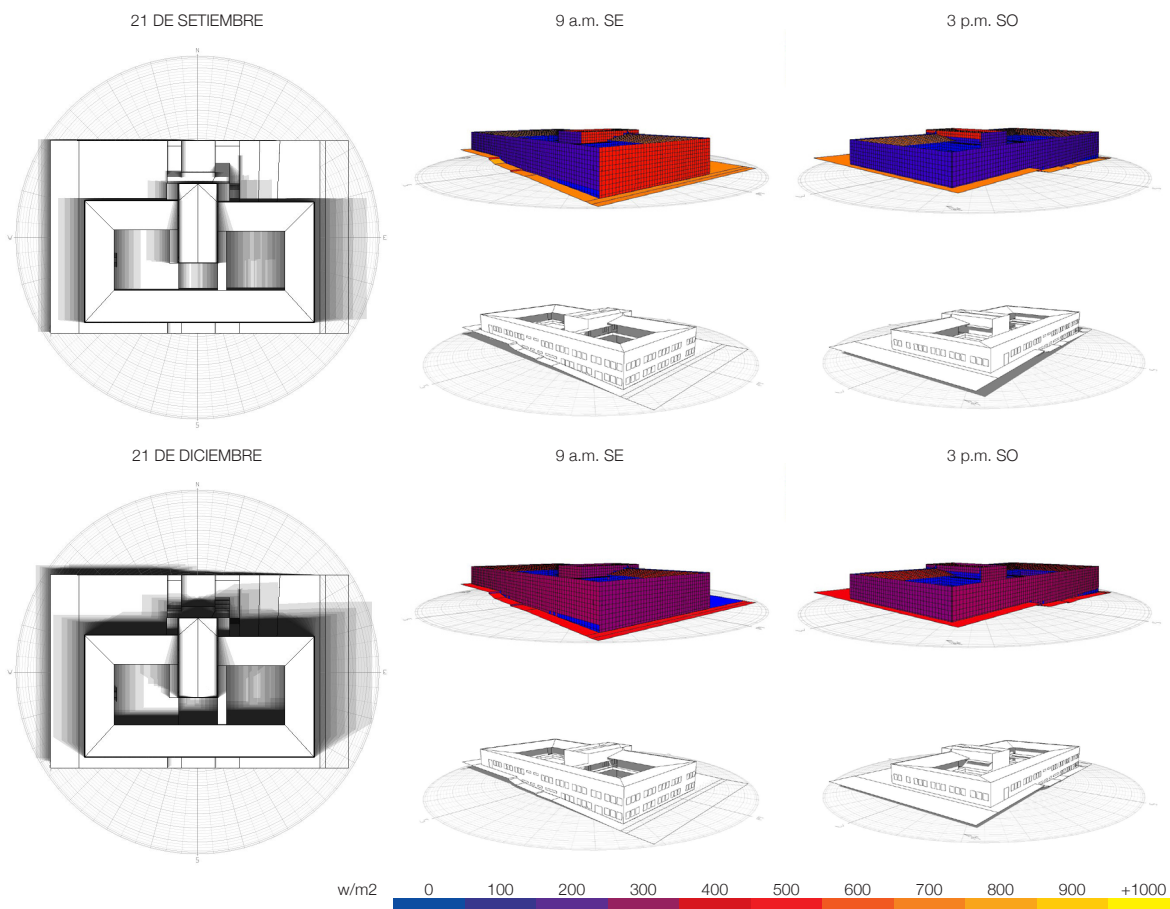 21 DE SETIEMBRE 9 a.m. SE 3 p.m. SO
N
W E
S
21 DE DICIEMBRE 9 a.m. SE 3 p.m. SO
N
W E
S
w/m2 0 100 200 300 400 500 600 700 800 900 +1000